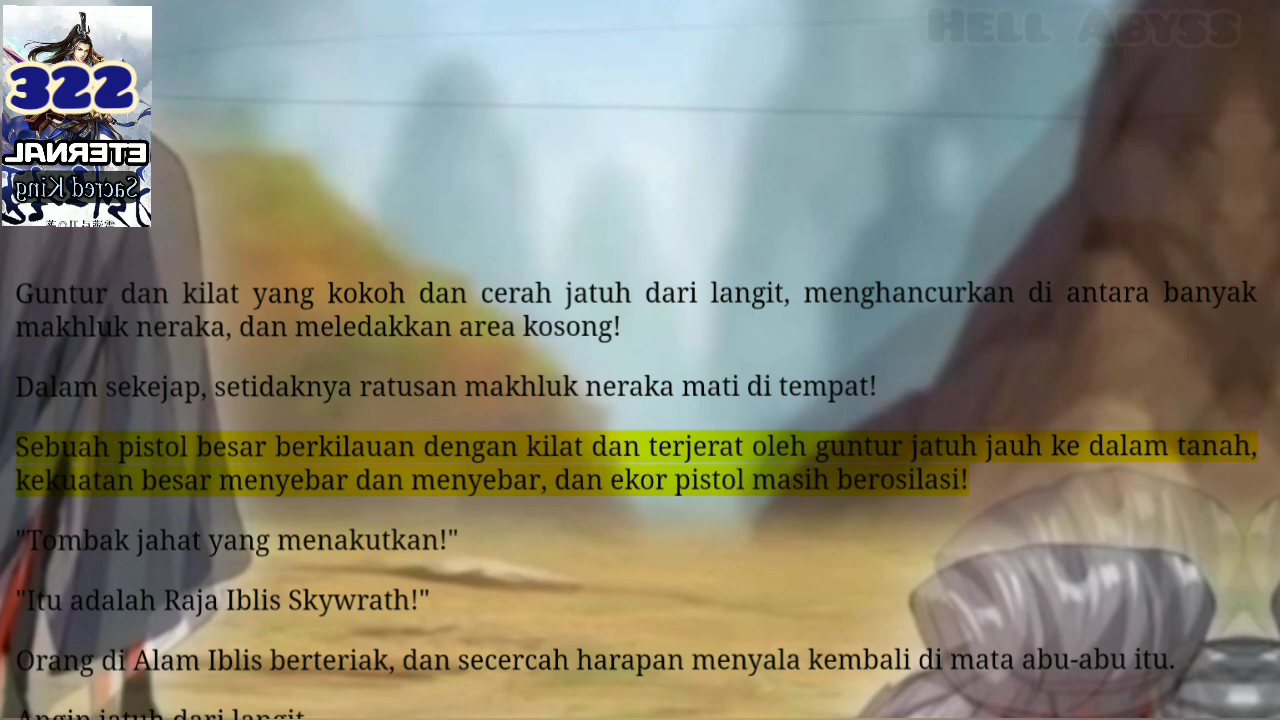 HELL ABYSS
322
ETERNAL
Sacred King
Guntur dan kilat yang kokoh dan cerah jatuh dari langit, menghancurkan di antara banyak
makhluk neraka, dan meledakkan area kosong!
Dalam sekejap, setidaknya ratusan makhluk neraka mati di tempat!
Sebuah pistol besar berkilauan dengan kilat dan terjerat oleh guntur jatuh jauh ke dalam tanah,
kekuatan besar menyebar dan menyebar, dan ekor pistol masih berosilasi!
"Tombak jahat yang menakutkan!"
"Itu adalah Raja Iblis Skywrath!"
Orang di Alam Iblis berteriak, dan secercah harapan menyala kembali di mata abu-abu itu.
Angin jatuh dari langit